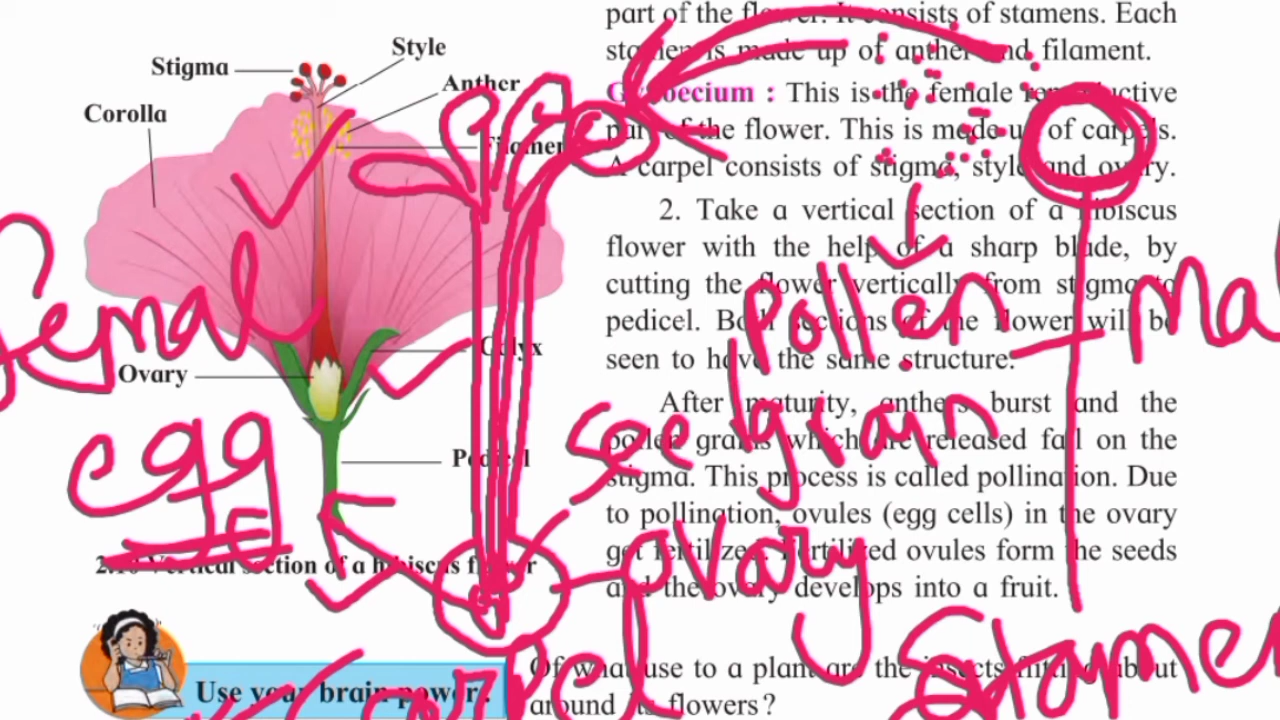 Stigma
Style
Corolla
Anther
Filament
Calyx
Ovary
Pedicel
2.10 Vertical section of a hibiscus flower
Use your brain power!
part of the flower. It consists of stamens. Each
stamen is made up of anther and filament.
Gynoecium : This is the female reproductive
part of the flower. This is made up of carpels.
A carpel consists of stigma, style and ovary.
2. Take a vertical section of a hibiscus
flower with the help of a sharp blade, by
cutting the flower vertically from stigma to
pedicel. Both sections of the flower will be
seen to have the same structure.
After maturity, anthers burst and the
pollen grains which are released fall on the
stigma. This process is called pollination. Due
to pollination, ovules (egg cells) in the ovary
get fertilized. Fertilized ovules form the seeds
and the ovary develops into a fruit.
Of what use to a plant are the insects flitting about
around its flowers?
femal
egg
pollen
grain
see
ovary
carpel
Mal
Stamen